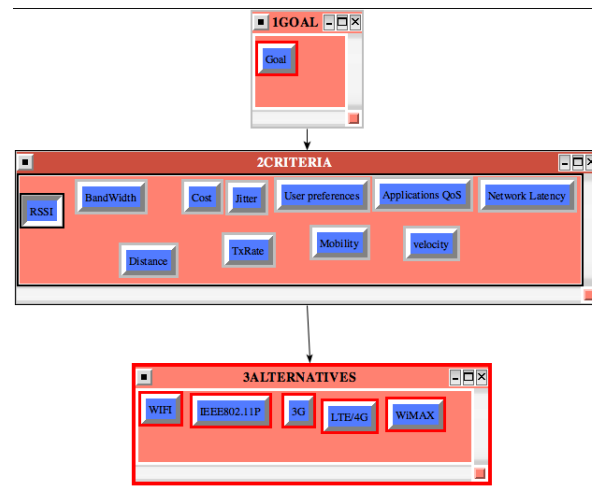 1GOAL
Goal
2CRITERIA
RSSI
BandWidth
Cost
Jitter
User preferences
Applications QoS
Network Latency
Distance
TxRate
Mobility
velocity
3ALTERNATIVES
WIFI
IEEE802.11P
3G
LTE/4G
WiMAX